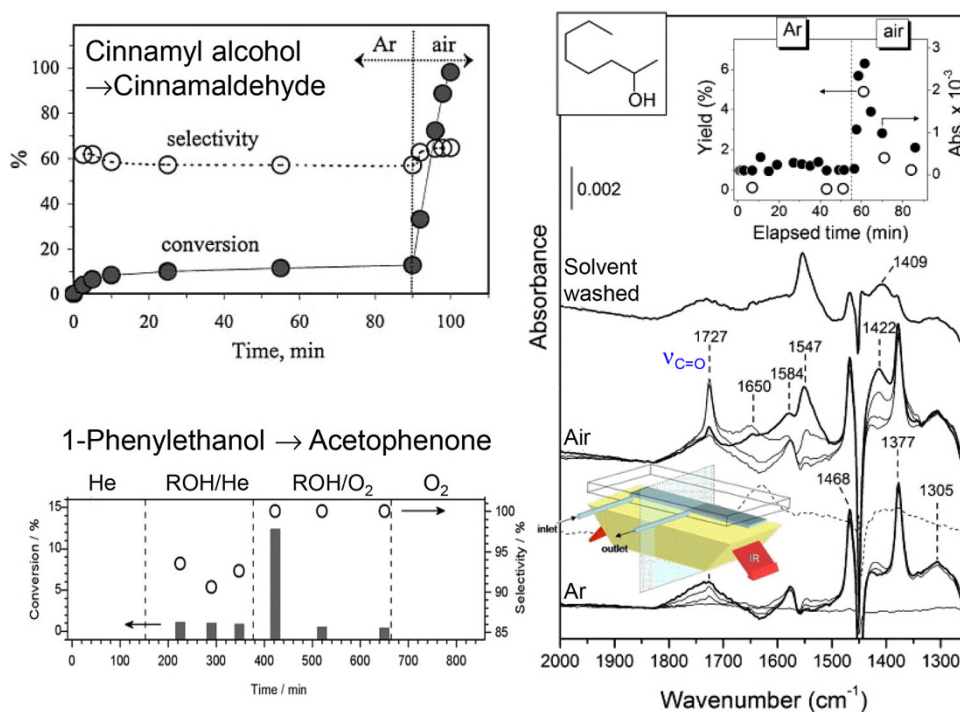 Cinnamyl alcohol
→Cinnamaldehyde
Ar
air
selectivity
conversion
%
100
80
60
40
20
0
0 20 40 60 80 100
Time, min
1-Phenylethanol → Acetophenone
He ROH/He ROH/O2 O2
Conversion / %
15
10
5
0
Selectivity / %
100
95
90
85
0 100 200 300 400 500 600 700 800
Time / min
OH
Ar
air
Yield (%)
6
4
2
0
Abs. x 10-3
3
2
1
0
0 20 40 60 80
Elapsed time (min)
0.002
Absorbance
Solvent
washed
1409
1727
νC=O
1650
1584
1547
1422
Air
1468
1377
1305
inlet
outlet
IR
Ar
2000 1700 1600 1500 1400 1300
Wavenumber (cm-1)